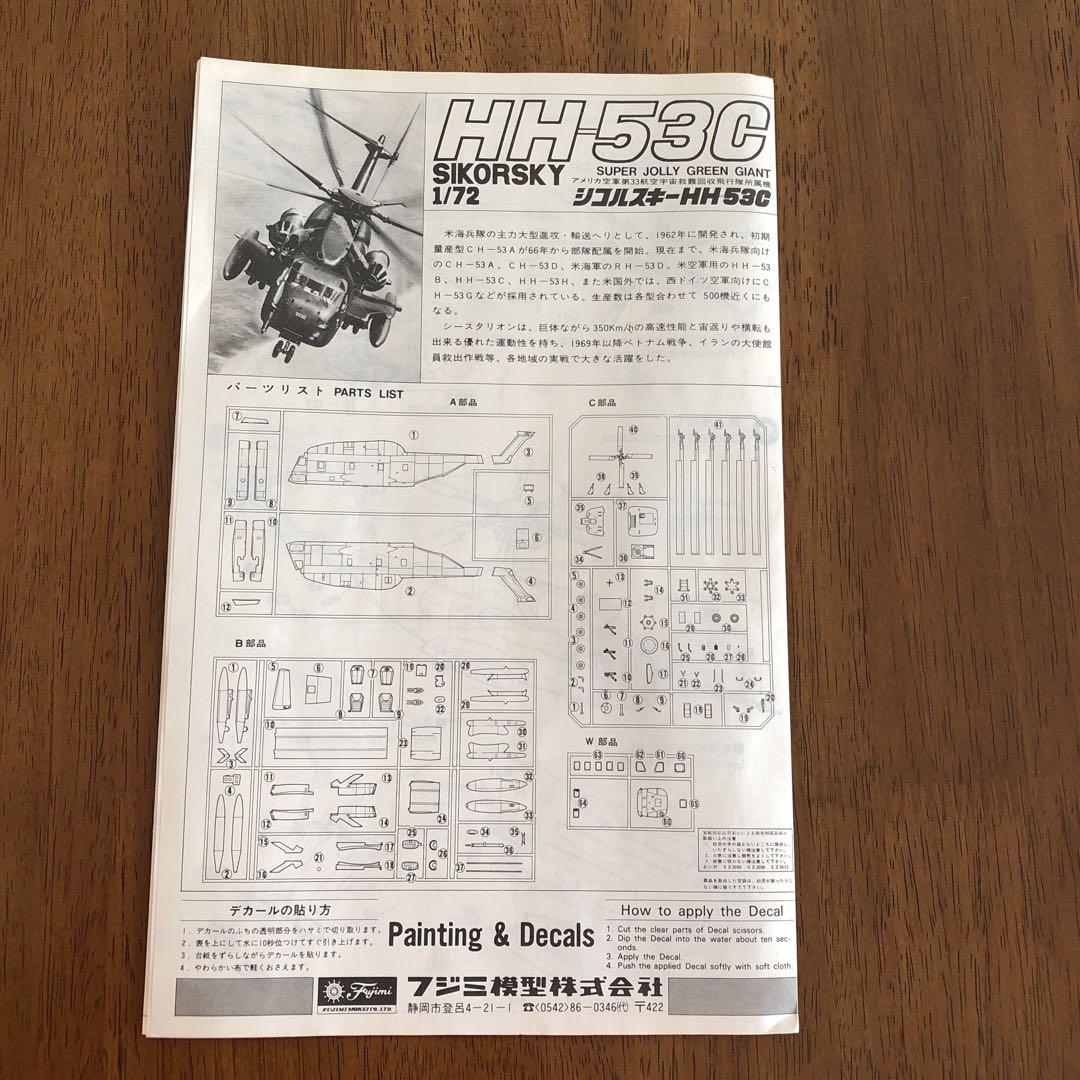 HH-53C
SIKORSKY
SUPER JOLLY GREEN GIANT
アメリカ空軍第33航空宇宙救難回収飛行隊所属機
1/72
シコルスキーHH53C
米海兵隊の主力大型進攻・輸送ヘリとして、1962年に開発され、初期
量産型CH－53Aが66年から部隊配属を開始。現在まで、米海兵隊向け
のCH－53A、CH－53D、米海軍のRH－53D、米空軍用のHH－53
B、HH－53C、HH－53H、また米国外では、西ドイツ空軍向けにC
H－53Gなどが採用されている。生産数は各型合わせて 500機近くにも
なる。
シースタリオンは、巨体ながら350Km/hの高速性能と宙返りや横転も
出来る優れた運動性を持ち、1969年以降ベトナム戦争、イランの大使館
員救出作戦等、各地域の実戦で大きな活躍をした。
パーツリスト PARTS LIST
A部品
C部品
B部品
W部品
デカールの貼り方
1．デカールのふちの透明部分をハサミで切り取ります。
2．表を上にして水に10秒位つけてすぐ引き上げます。
3．台紙をずらしながらデカールを貼ります。
4．やわらかい布で軽くおさえます。
Painting & Decals
How to apply the Decal
1. Cut the clear parts of Decal scissors.
2. Dip the Decal into the water about ten sec-
onds.
3. Apply the Decal.
4. Push the applied Decal softly with soft cloth.
Fujimi
FUJIMI MOKEI CO. LTD.
フジミ模型株式会社
静岡市登呂4-21-1 ☎<0542>86-0346(代) 〒422